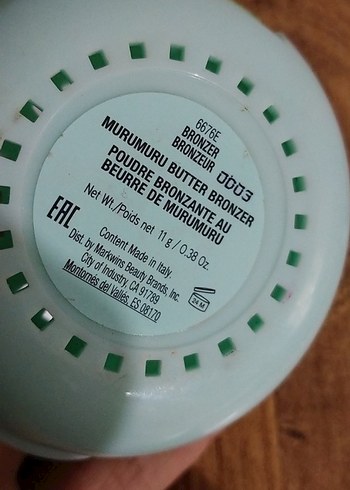 6676E
BRONZER
BRONZEUR
MURUMURU BUTTER BRONZER
POUDRE BRONZANTE AU
BEURRE DE MURUMURU
Net Wt./Poids net 11 g / 0.38 Oz.
EAC
Content Made in Italy.
Dist. by Markwins Beauty Brands, Inc.
City of Industry, CA 91789
Montornés del Vallés, ES 08170
24 M